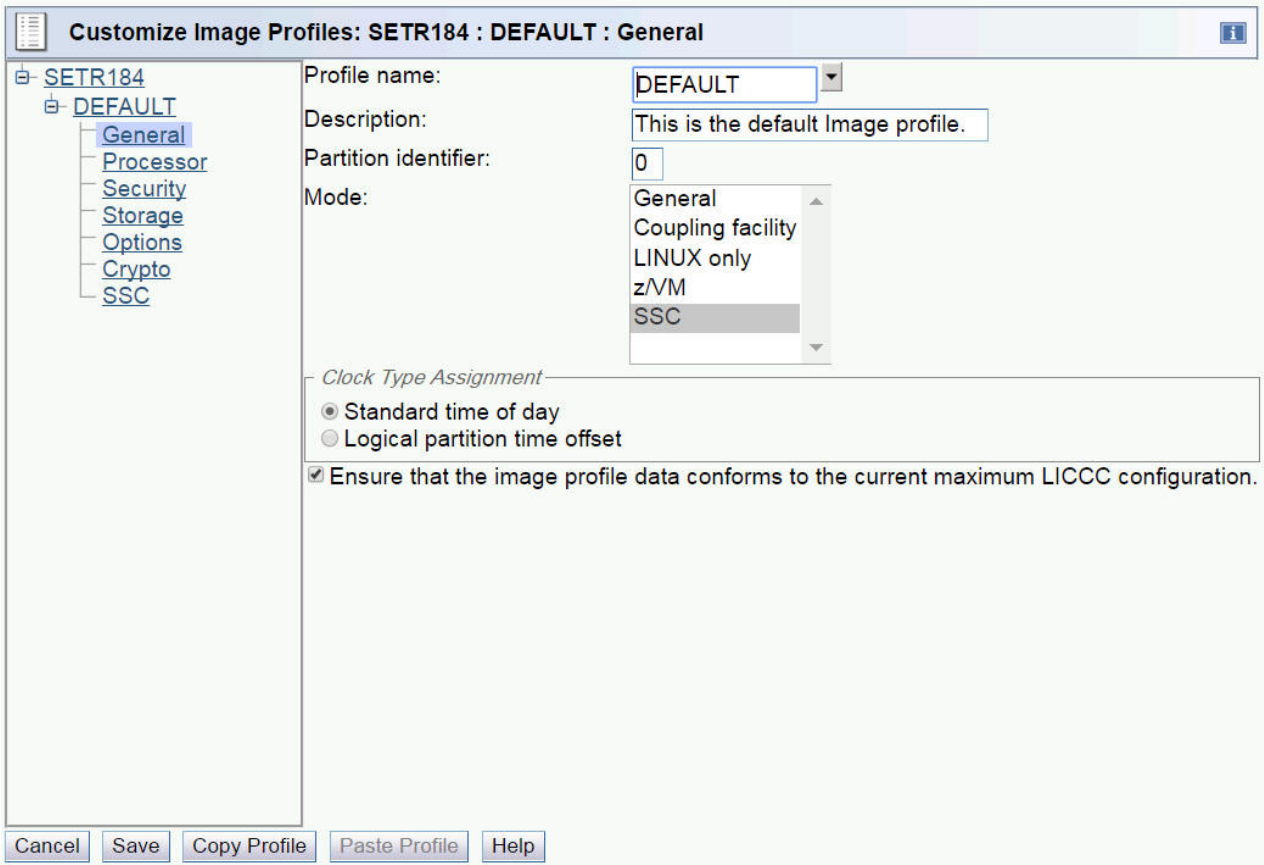 Customize Image Profiles: SETR184 : DEFAULT : General
i
SETR184
DEFAULT
General
Processor
Security
Storage
Options
Crypto
SSC
Profile name:
DEFAULT
Description:
This is the default Image profile.
Partition identifier:
0
Mode:
General
Coupling facility
LINUX only
z/VM
SSC
Clock Type Assignment
Standard time of day
Logical partition time offset
Ensure that the image profile data conforms to the current maximum LICCC configuration.
Cancel
Save
Copy Profile
Paste Profile
Help